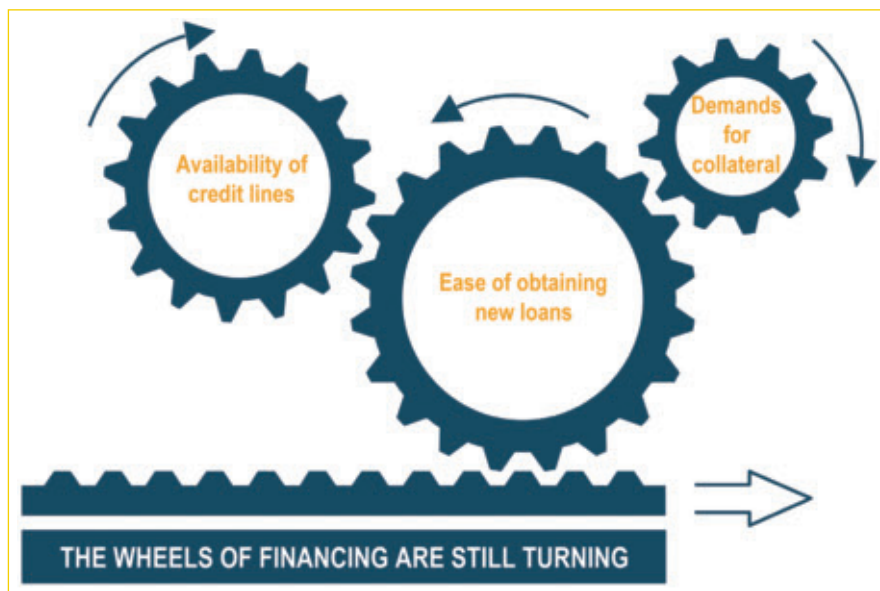 Availability of
credit lines
Ease of obtaining
new loans
Demands
for
collateral
THE WHEELS OF FINANCING ARE STILL TURNING